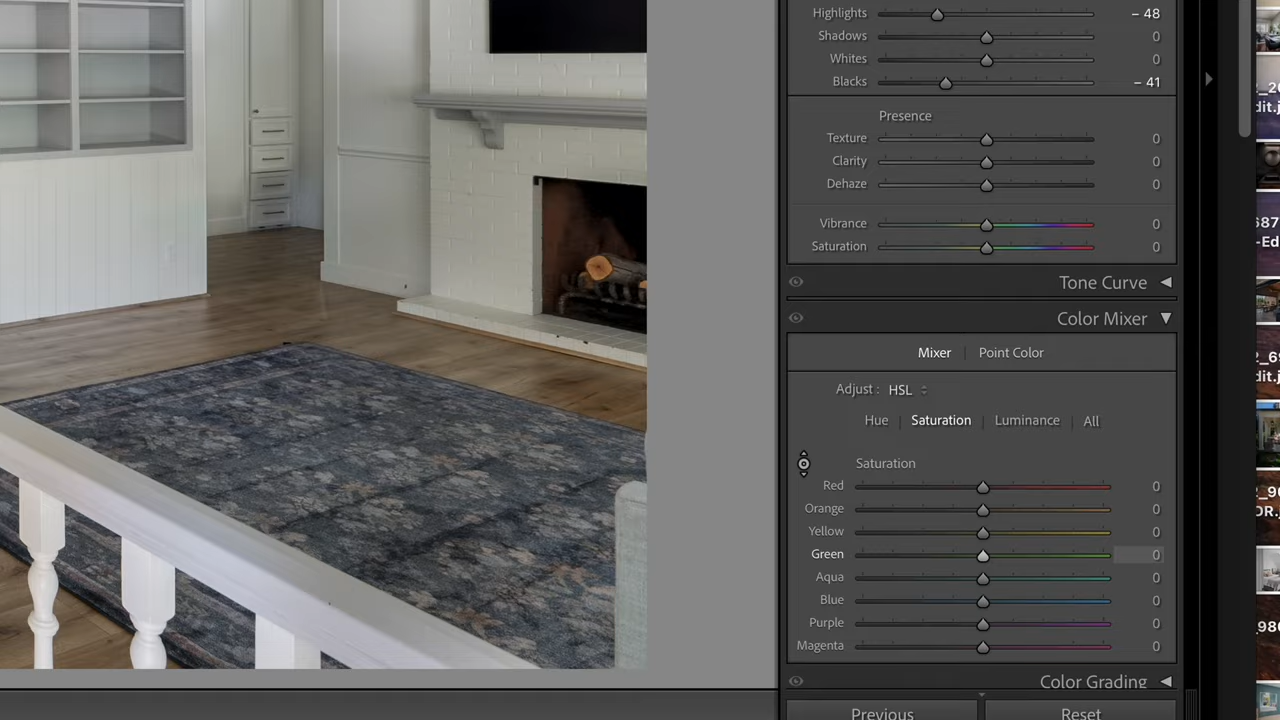 Highlights – 48
Shadows 0
Whites 0
Blacks – 41
Presence
Texture 0
Clarity 0
Dehaze 0
Vibrance 0
Saturation 0
Tone Curve
Color Mixer
Mixer Point Color
Adjust : HSL
Hue Saturation Luminance All
Saturation
Red 0
Orange 0
Yellow 0
Green 0
Aqua 0
Blue 0
Purple 0
Magenta 0
Color Grading
Previous Reset